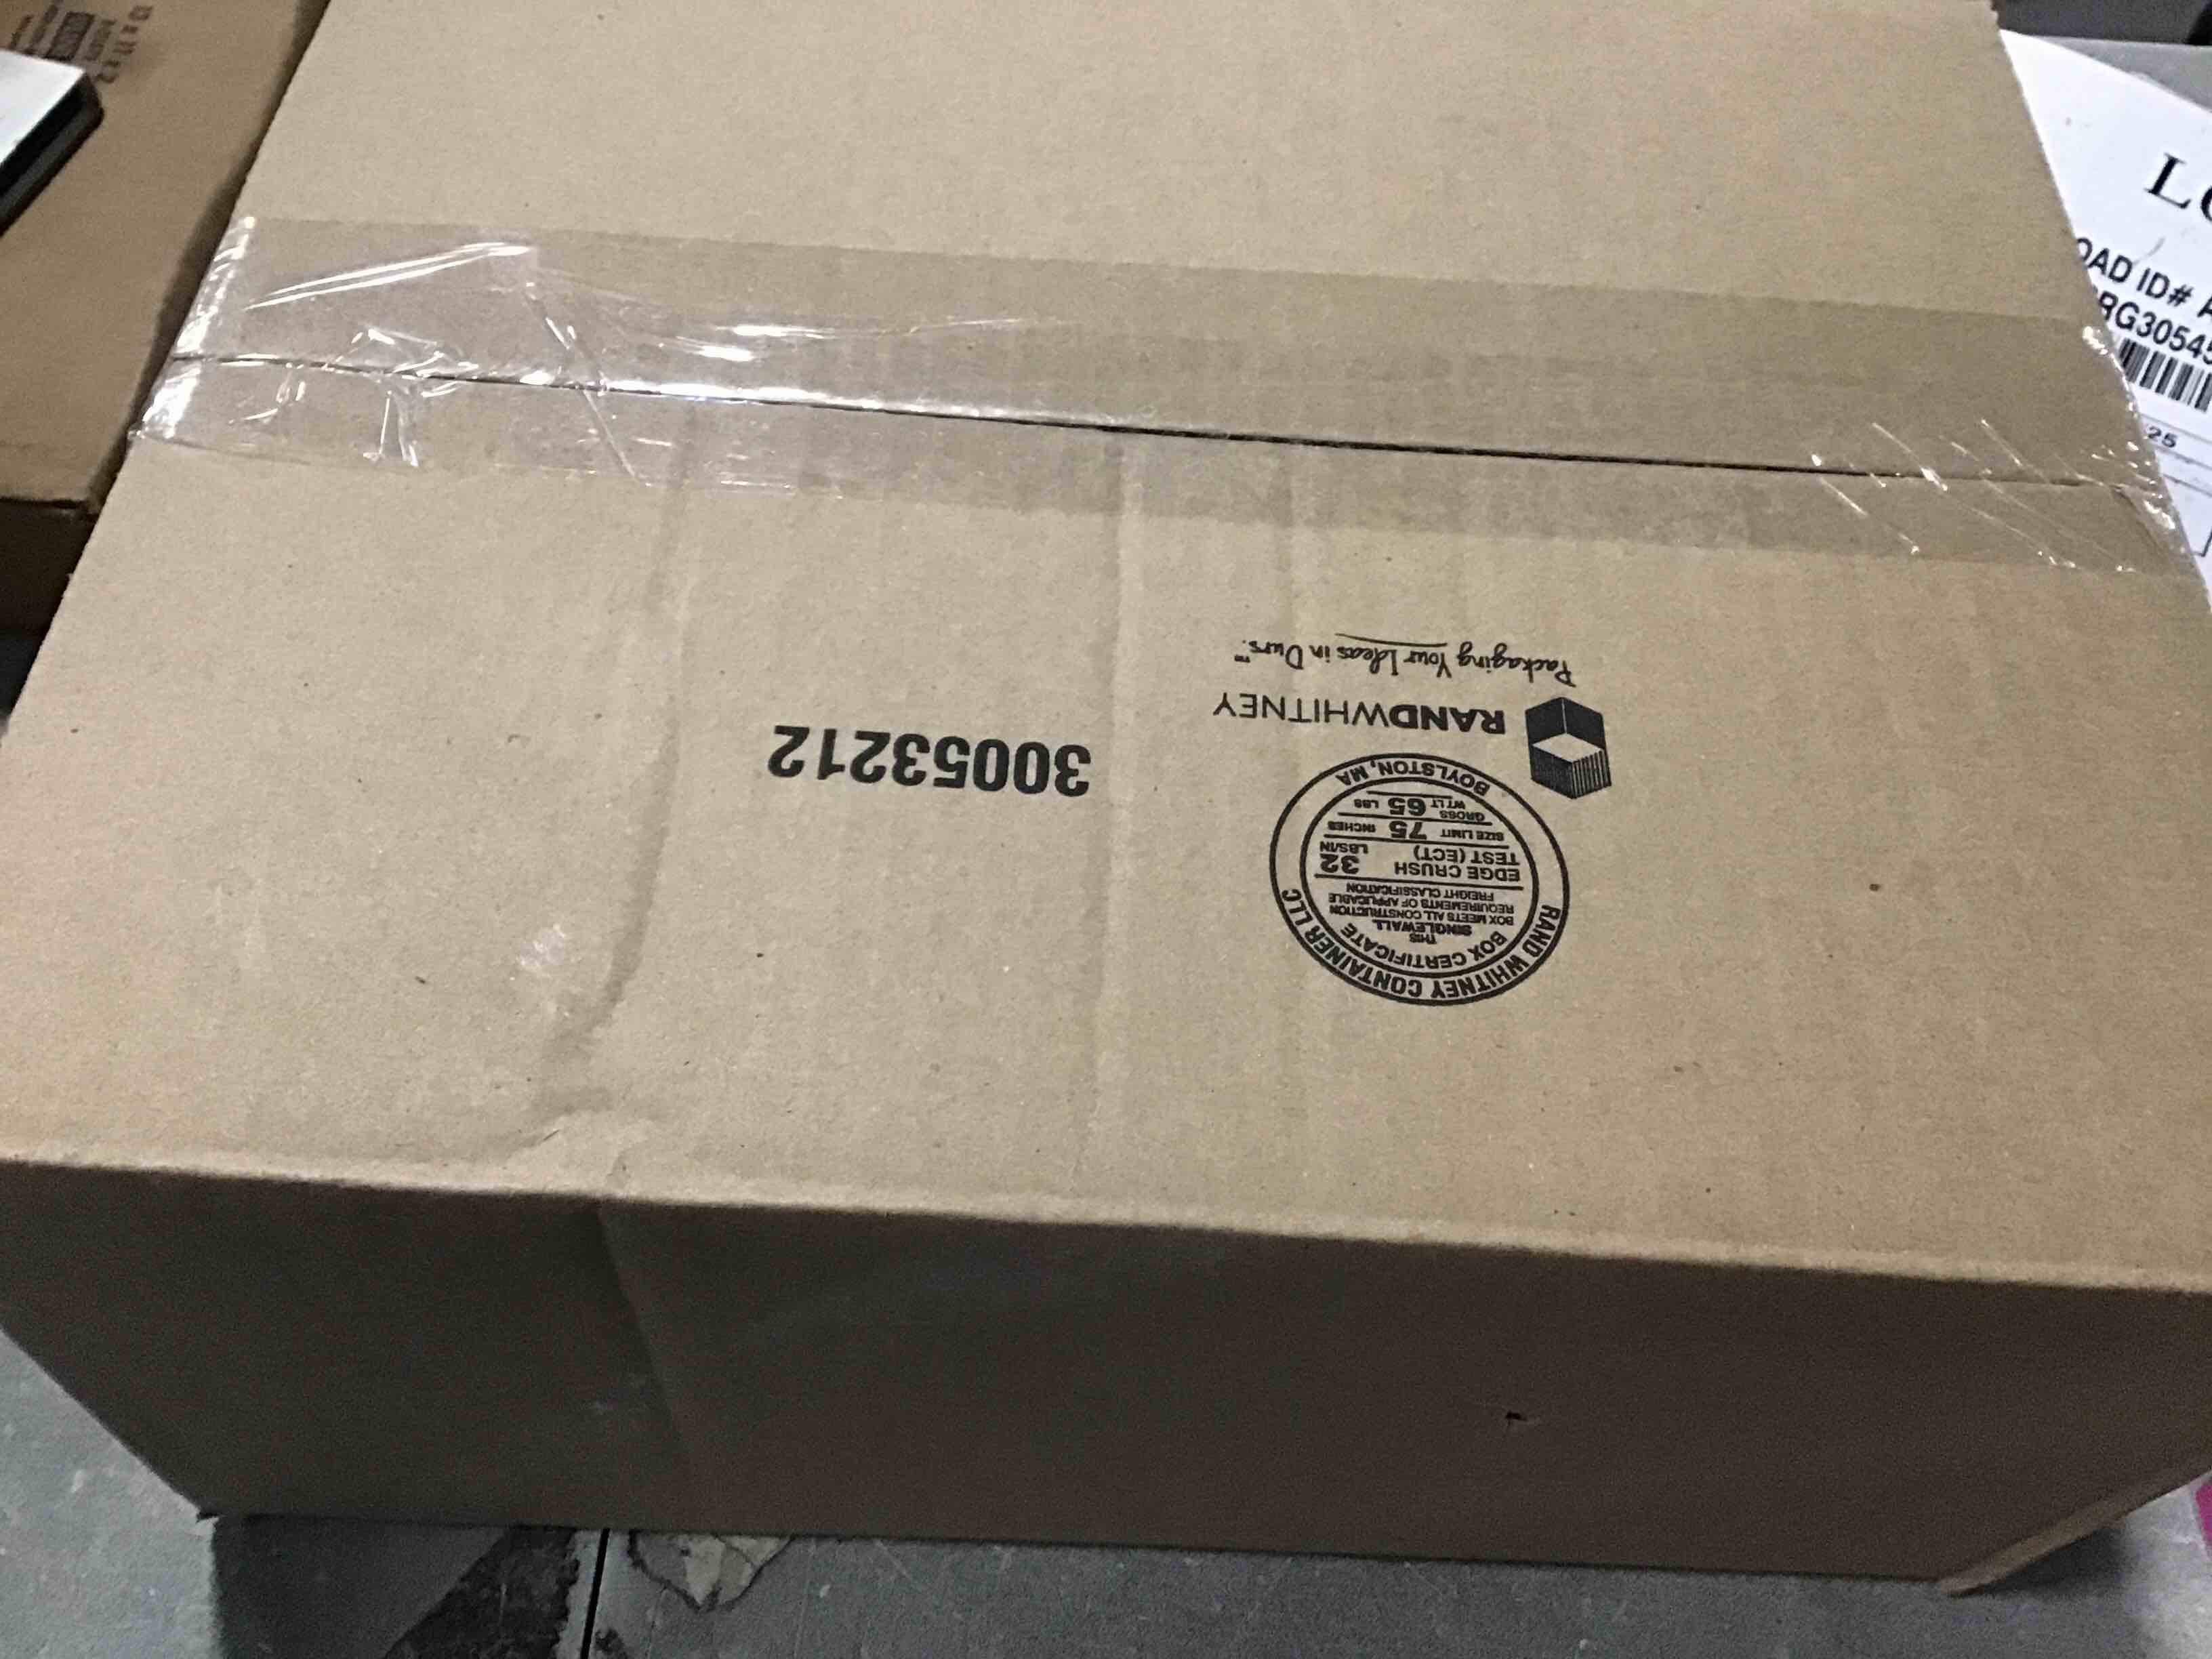 30053212
RANDWHITNEY
Packaging Your Ideas in Ours.™
RAND WHITNEY CONTAINER LLC
BOX CERTIFICATE
THIS
SINGLEWALL
BOX MEETS ALL CONSTRUCTION
REQUIREMENTS OF APPLICABLE
FREIGHT CLASSIFICATION
EDGE CRUSH
TEST (ECT) 32 LBS/IN
SIZE LIMIT 75 INCHES
GROSS
WT LT 65 LBS
BOYLSTON, MA
OAD ID#
RG3054
25